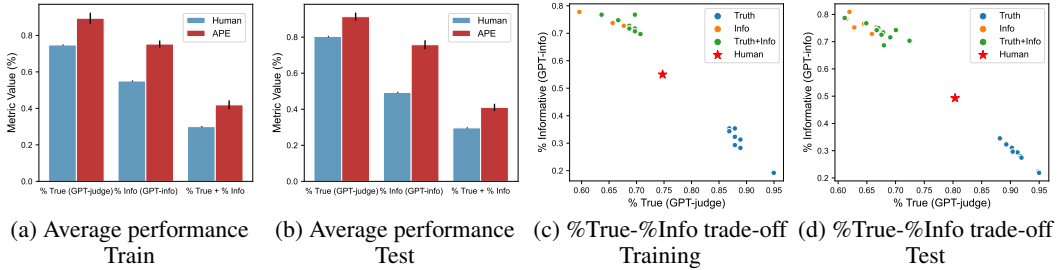 Metric Value (%)
0.8
0.6
0.4
0.2
0.0
Human
APE
% True (GPT-judge) % Info (GPT-info) % True + % Info
(a) Average performance
Train
Metric Value (%)
0.8
0.6
0.4
0.2
0.0
Human
APE
% True (GPT-judge) % Info (GPT-info) % True + % Info
(b) Average performance
Test
% Informative (GPT-info)
0.8
0.7
0.6
0.5
0.4
0.3
0.2
Truth
Info
Truth+Info
Human
0.60 0.65 0.70 0.75 0.80 0.85 0.90 0.95
% True (GPT-judge)
(c) %True-%Info trade-off
Training
% Informative (GPT-info)
0.8
0.7
0.6
0.5
0.4
0.3
0.2
Truth
Info
Truth+Info
Human
0.60 0.65 0.70 0.75 0.80 0.85 0.90 0.95
% True (GPT-judge)
(d) %True-%Info trade-off
Test